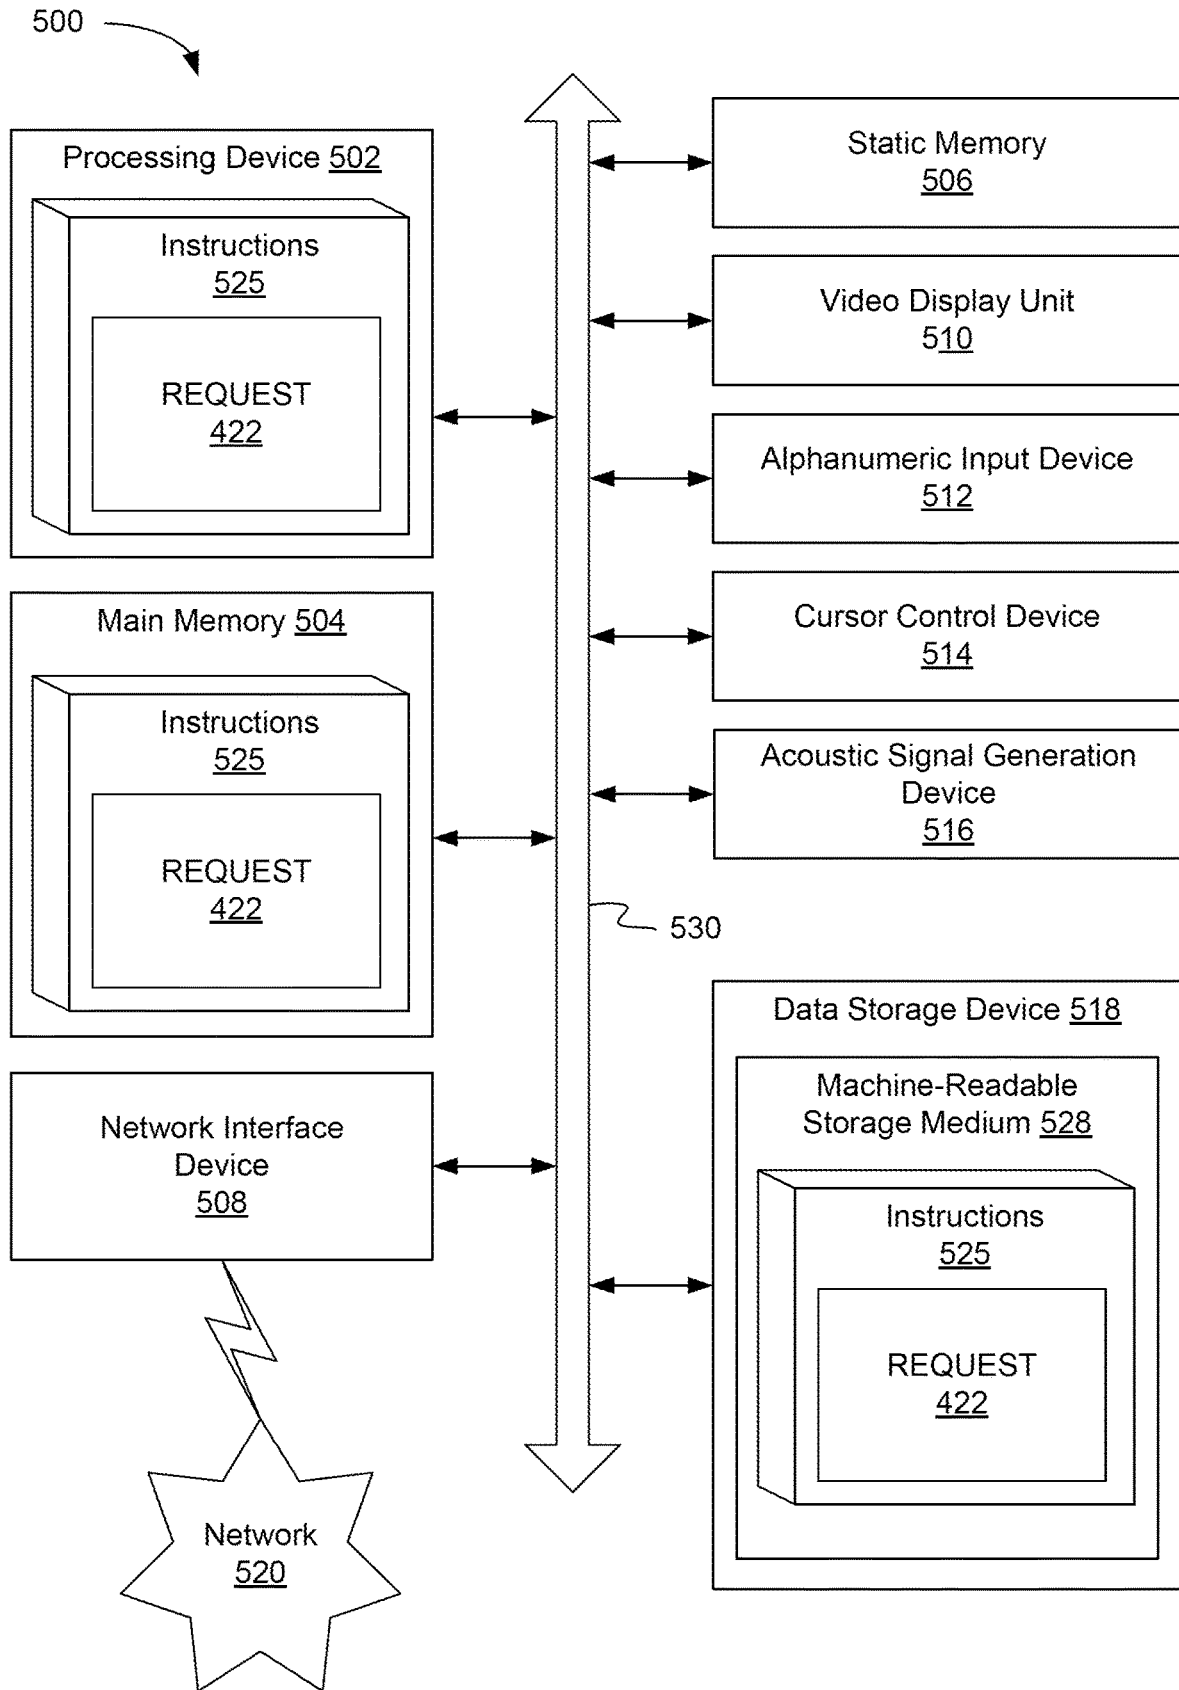 500
Processing Device 502
Instructions
525
REQUEST
422
Main Memory 504
Instructions
525
REQUEST
422
Network Interface
Device
508
Network
520
Static Memory
506
Video Display Unit
510
Alphanumeric Input Device
512
Cursor Control Device
514
Acoustic Signal Generation
Device
516
530
Data Storage Device 518
Machine-Readable
Storage Medium 528
Instructions
525
REQUEST
422